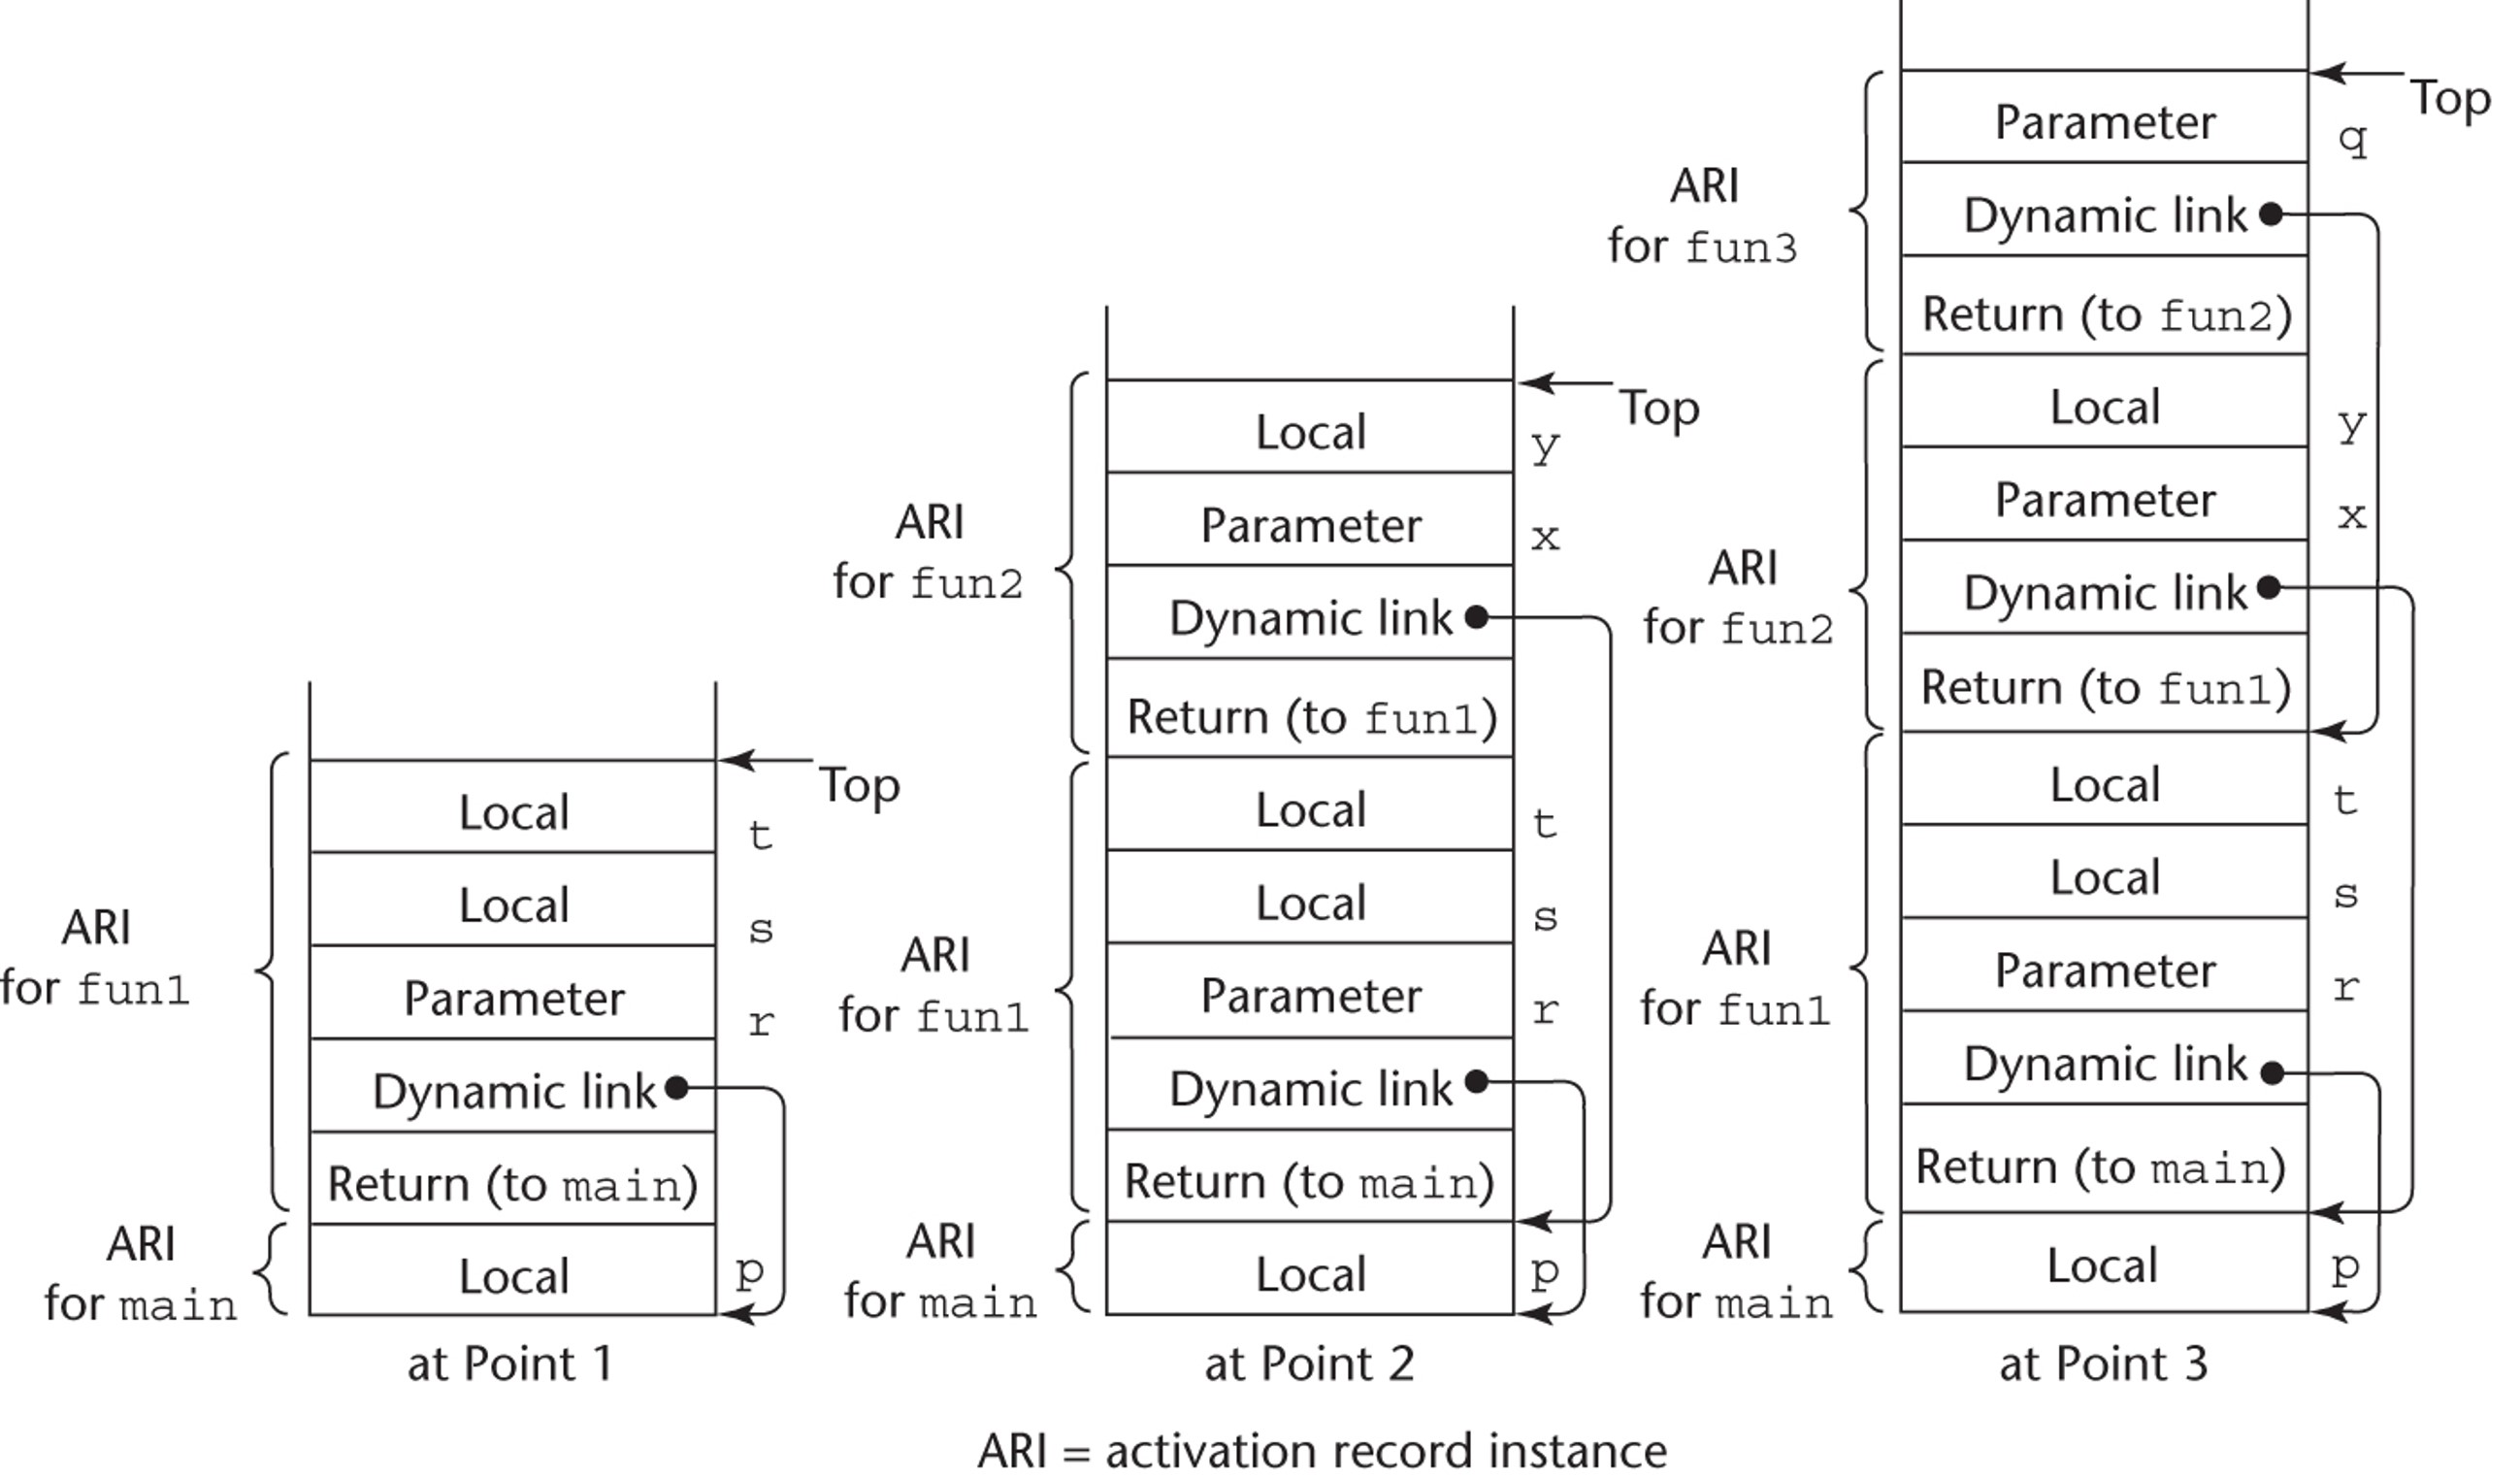 Local
t
Local
s
Parameter
r
Dynamic link
Return (to main)
Local
p
Top
ARI
for fun1
ARI
for main
at Point 1
Local
y
Parameter
x
Dynamic link
Return (to fun1)
Local
t
Local
s
Parameter
r
Dynamic link
Return (to main)
Local
p
Top
ARI
for fun2
ARI
for fun1
ARI
for main
at Point 2
Parameter
q
Dynamic link
Return (to fun2)
Local
y
Parameter
x
Dynamic link
Return (to fun1)
Local
t
Local
s
Parameter
r
Dynamic link
Return (to main)
Local
p
Top
ARI
for fun3
ARI
for fun2
ARI
for fun1
ARI
for main
at Point 3
ARI = activation record instance